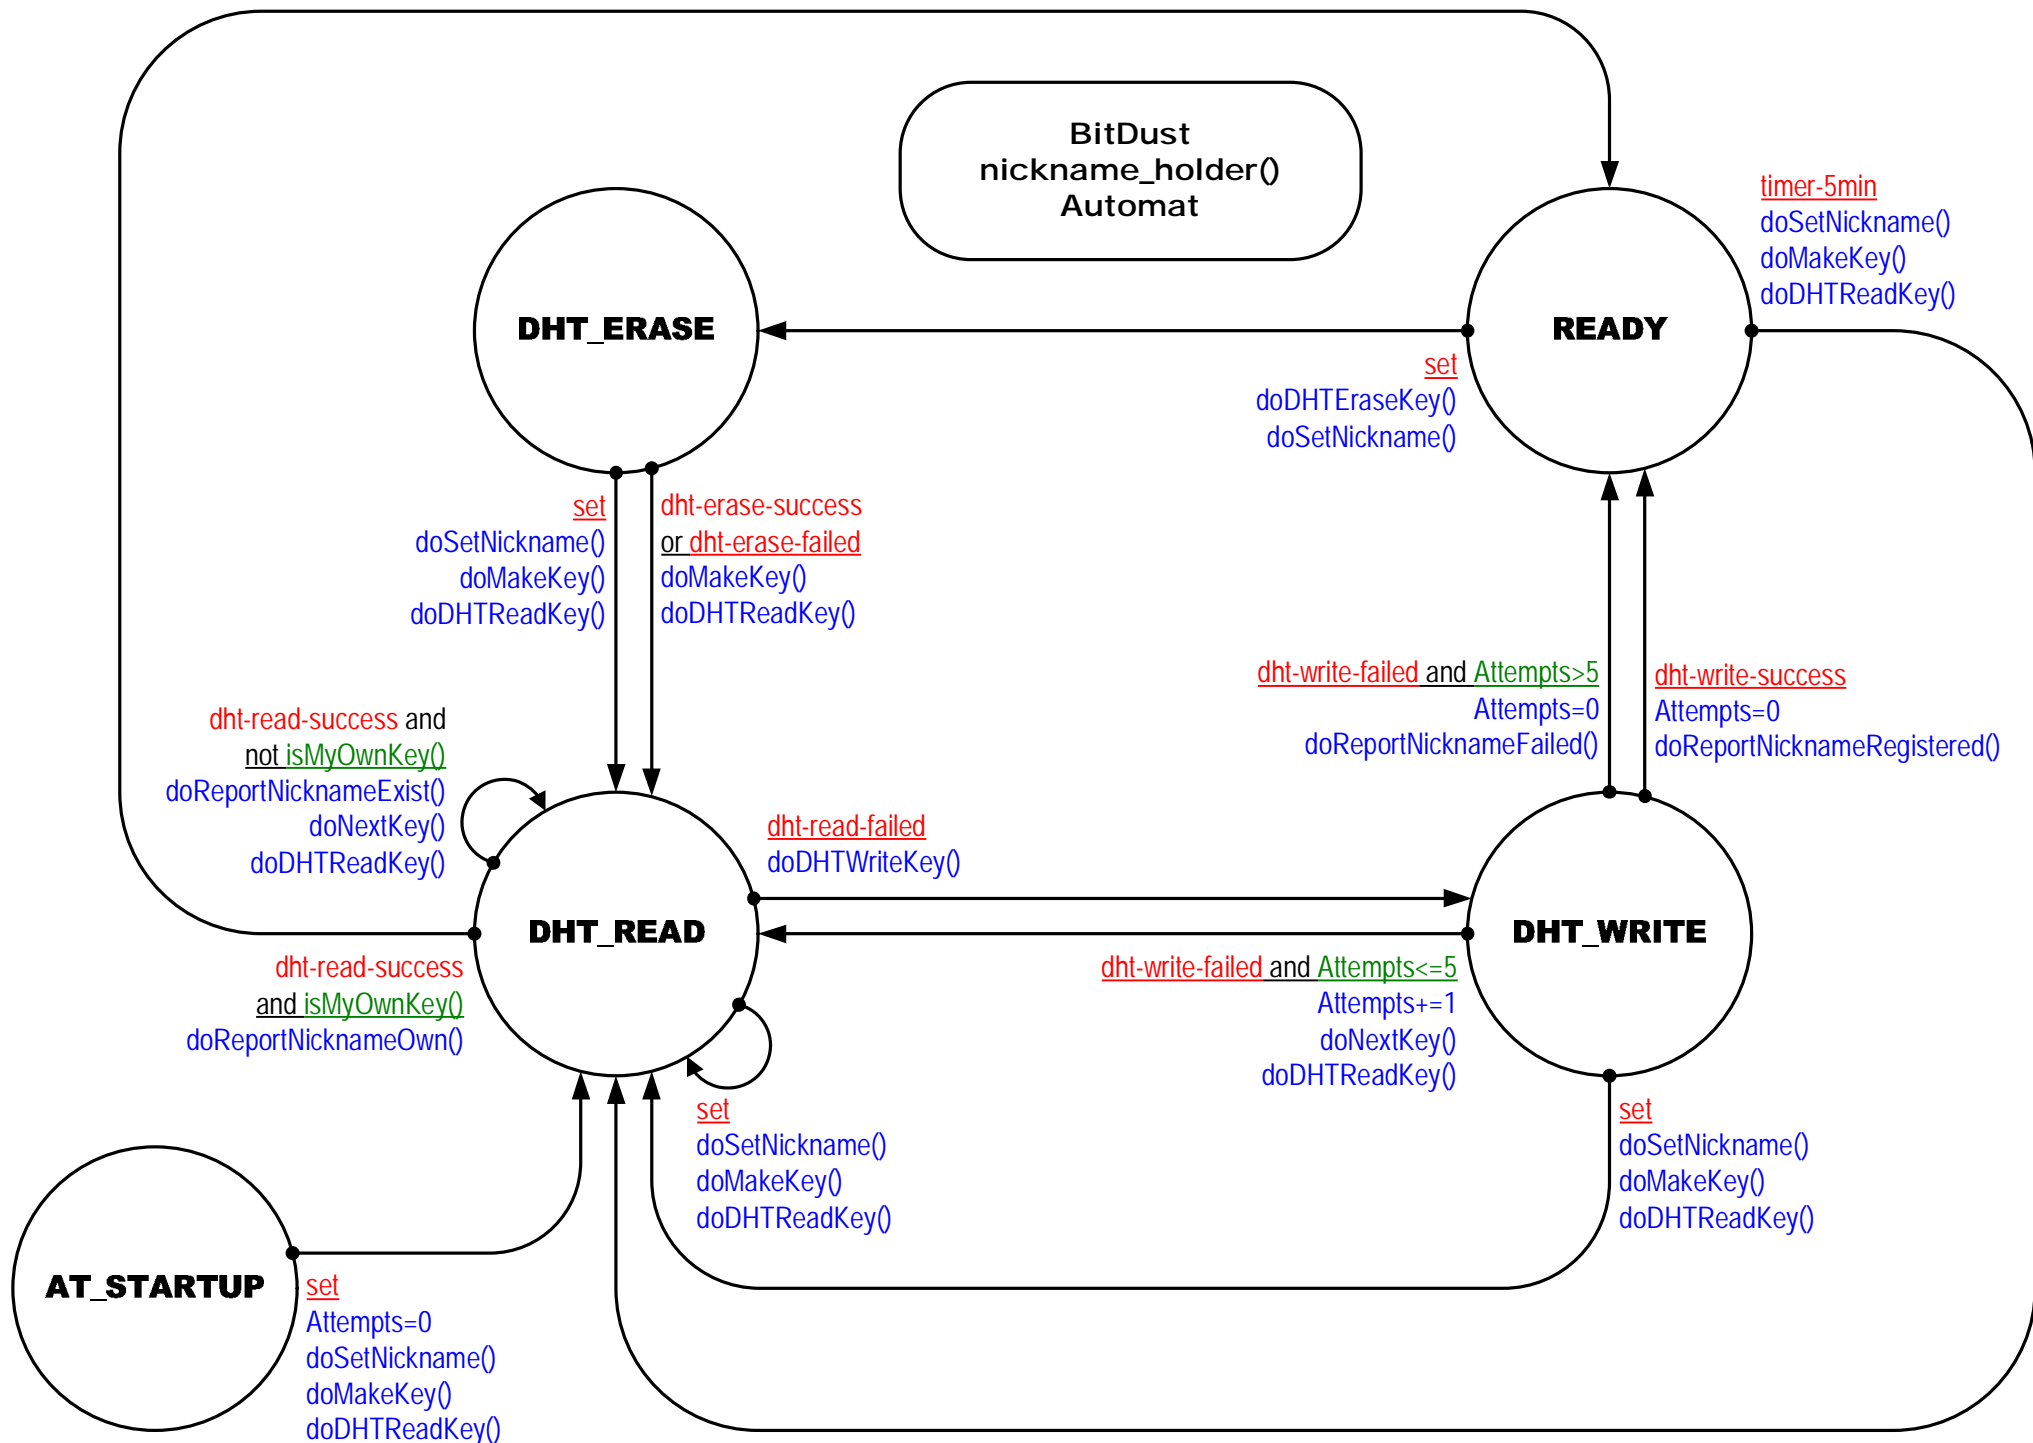 BitDust
nickname_holder()
Automat
timer-5min
doSetNickname()
doMakeKey()
doDHTReadKey()
DHT_ERASE
READY
set
doDHTEraseKey()
doSetNickname()
set
doSetNickname()
doMakeKey()
doDHTReadKey()
dht-erase-success
or dht-erase-failed
doMakeKey()
doDHTReadKey()
dht-write-failed and Attempts>5
Attempts=0
doReportNicknameFailed()
dht-write-success
Attempts=0
doReportNicknameRegistered()
dht-read-success and
not isMyOwnKey()
doReportNicknameExist()
doNextKey()
doDHTReadKey()
dht-read-failed
doDHTWriteKey()
DHT_READ
DHT_WRITE
dht-read-success
and isMyOwnKey()
doReportNicknameOwn()
dht-write-failed and Attempts<=5
Attempts+=1
doNextKey()
doDHTReadKey()
set
doSetNickname()
doMakeKey()
doDHTReadKey()
set
doSetNickname()
doMakeKey()
doDHTReadKey()
AT_STARTUP
set
Attempts=0
doSetNickname()
doMakeKey()
doDHTReadKey()